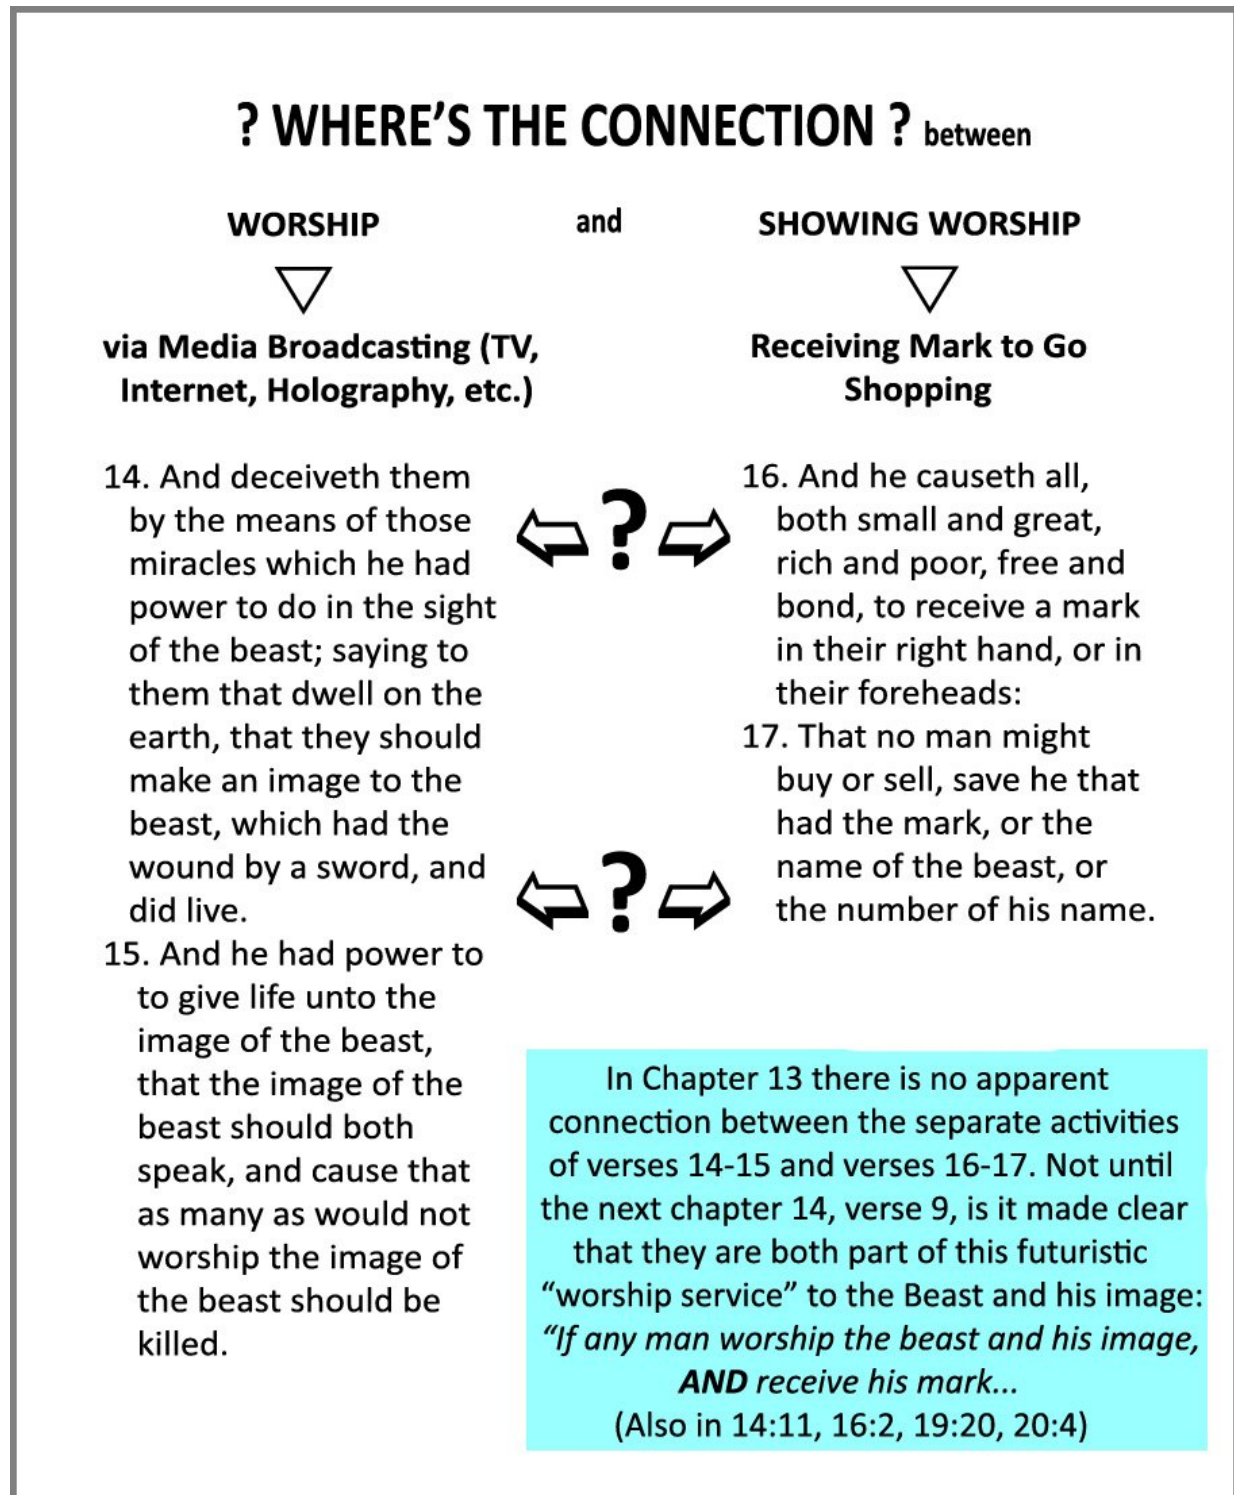 ? WHERE’S THE CONNECTION ? between
WORSHIP and SHOWING WORSHIP
via Media Broadcasting (TV,
Internet, Holography, etc.)
Receiving Mark to Go
Shopping
14. And deceiveth them
by the means of those
miracles which he had
power to do in the sight
of the beast; saying to
them that dwell on the
earth, that they should
make an image to the
beast, which had the
wound by a sword, and
did live.
15. And he had power to
to give life unto the
image of the beast,
that the image of the
beast should both
speak, and cause that
as many as would not
worship the image of
the beast should be
killed.
?
?
16. And he causeth all,
both small and great,
rich and poor, free and
bond, to receive a mark
in their right hand, or in
their foreheads:
17. That no man might
buy or sell, save he that
had the mark, or the
name of the beast, or
the number of his name.
In Chapter 13 there is no apparent
connection between the separate activities
of verses 14-15 and verses 16-17. Not until
the next chapter 14, verse 9, is it made clear
that they are both part of this futuristic
“worship service” to the Beast and his image:
“If any man worship the beast and his image,
AND receive his mark...
(Also in 14:11, 16:2, 19:20, 20:4)